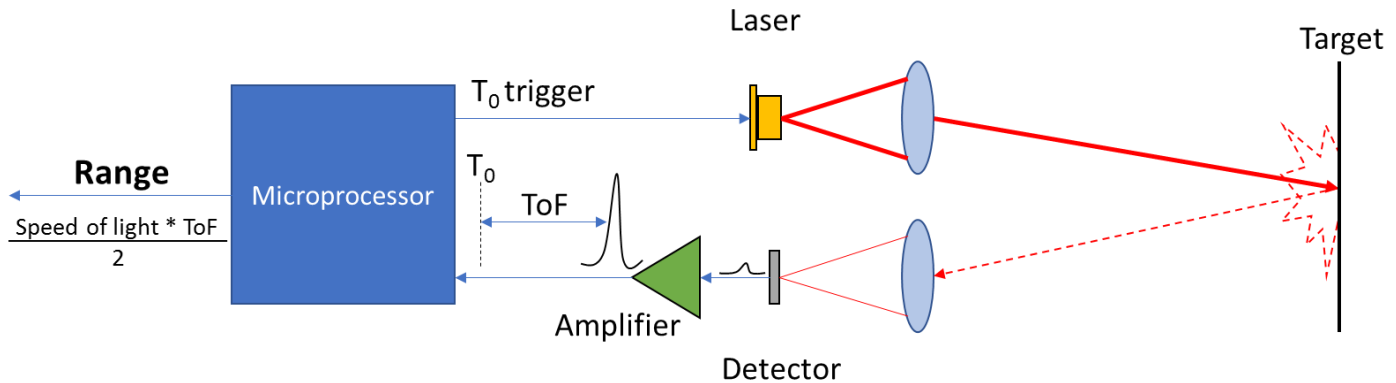 Laser
Target
T₀ trigger
Range
Speed of light * ToF
2
Microprocessor
T₀
ToF
Amplifier
Detector